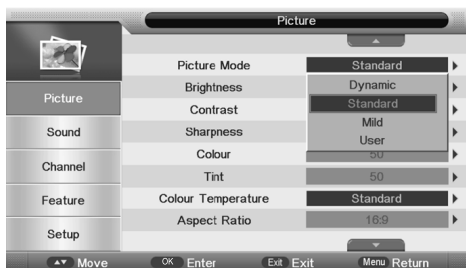 Picture
Picture Mode Standard
Brightness Dynamic
Picture
Contrast Standard
Mild
Sound
Sharpness User
Colour 50
Channel
Tint 50
Feature
Colour Temperature Standard
Aspect Ratio 16:9
Setup
Move OK Enter Exit Exit Menu Return